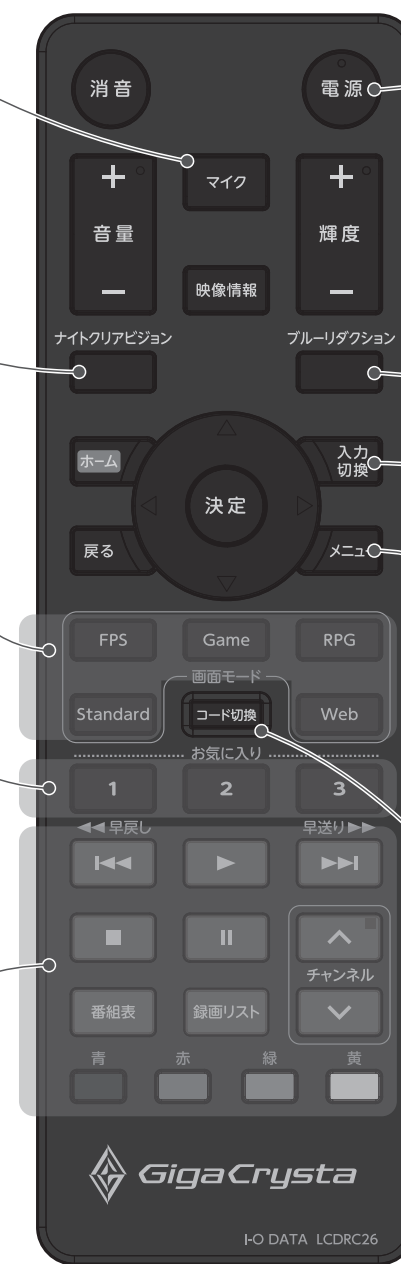 消音
電源
+
+
マイク
音量
輝度
映像情報
−
−
ナイトクリアビジョン
ブルーリダクション
ホーム
入力
切換
決定
戻る
メニュー
FPS
Game
RPG
画面モード
Standard
コード切換
Web
お気に入り
1
2
3
早戻し
早送り
チャンネル
番組表
録画リスト
青
赤
緑
黄
GigaCrysta
I-O DATA LCDRC26